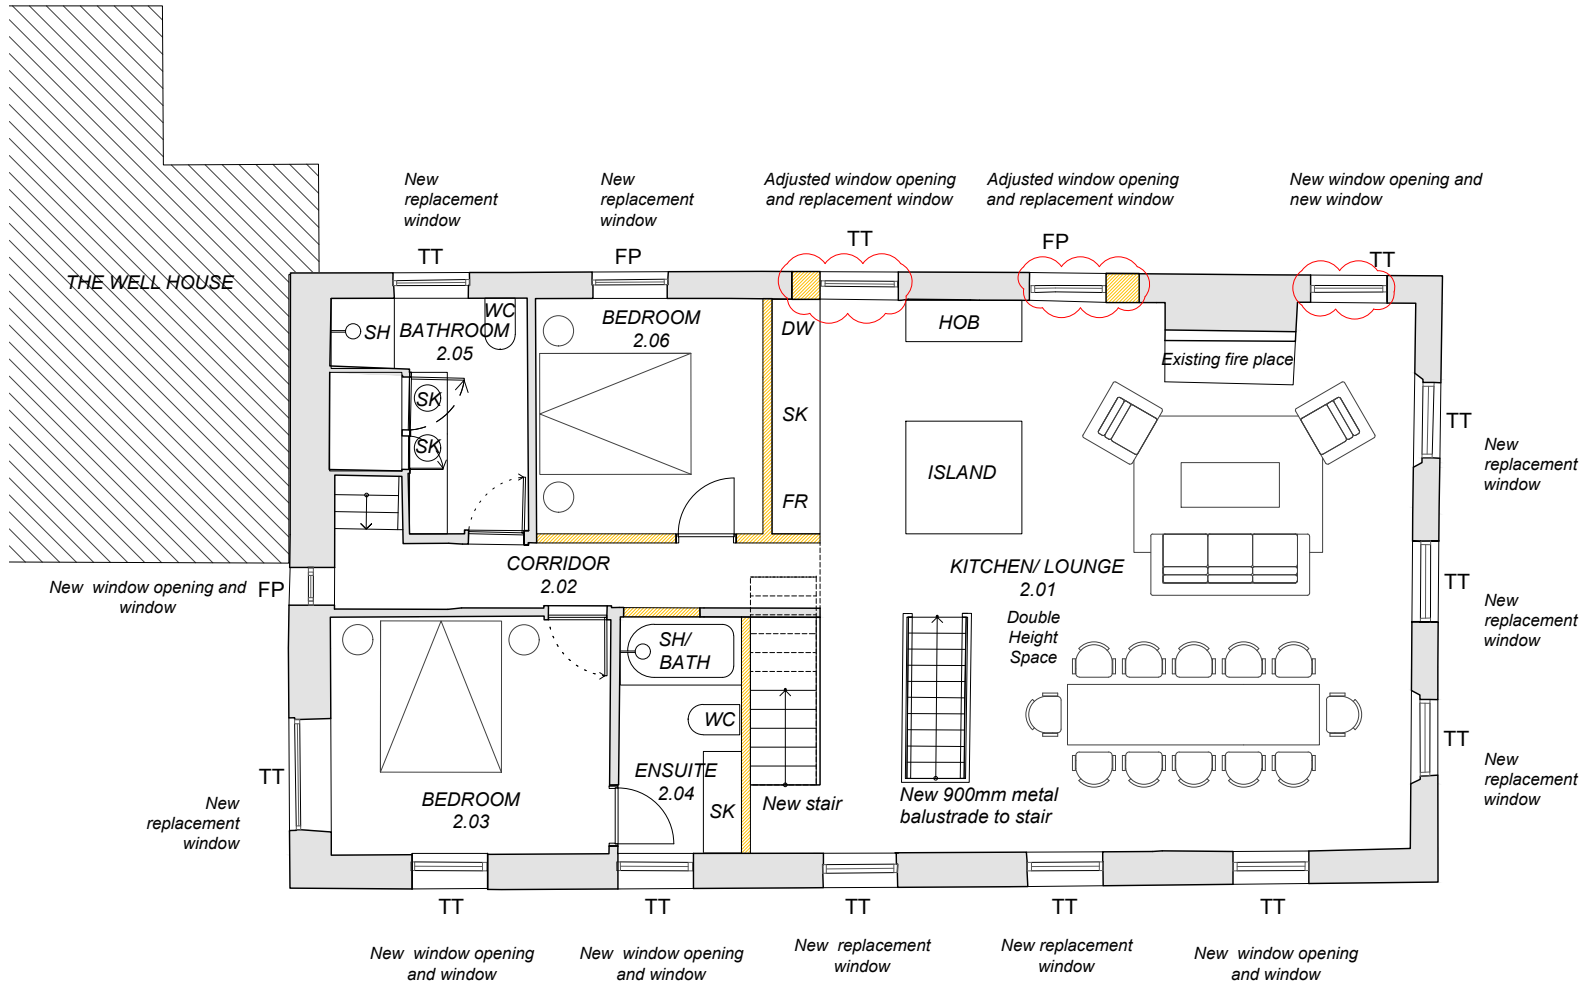 New
replacement
window
New
replacement
window
Adjusted window opening
and replacement window
Adjusted window opening
and replacement window
New window opening and
new window
TT
FP
TT
FP
TT
THE WELL HOUSE
SH
BATHROOM
2.05
WC
BEDROOM
2.06
DW
HOB
Existing fire place
SK
SK
SK
FR
ISLAND
TT
New
replacement
window
CORRIDOR
2.02
KITCHEN/ LOUNGE
2.01
Double
Height
Space
New window opening and
window
FP
TT
New
replacement
window
SH/
BATH
WC
ENSUITE
2.04
SK
BEDROOM
2.03
TT
New
replacement
window
New stair
New 900mm metal
balustrade to stair
TT
New
replacement
window
TT
TT
TT
TT
TT
New window opening
and window
New window opening
and window
New replacement
window
New replacement
window
New window opening
and window